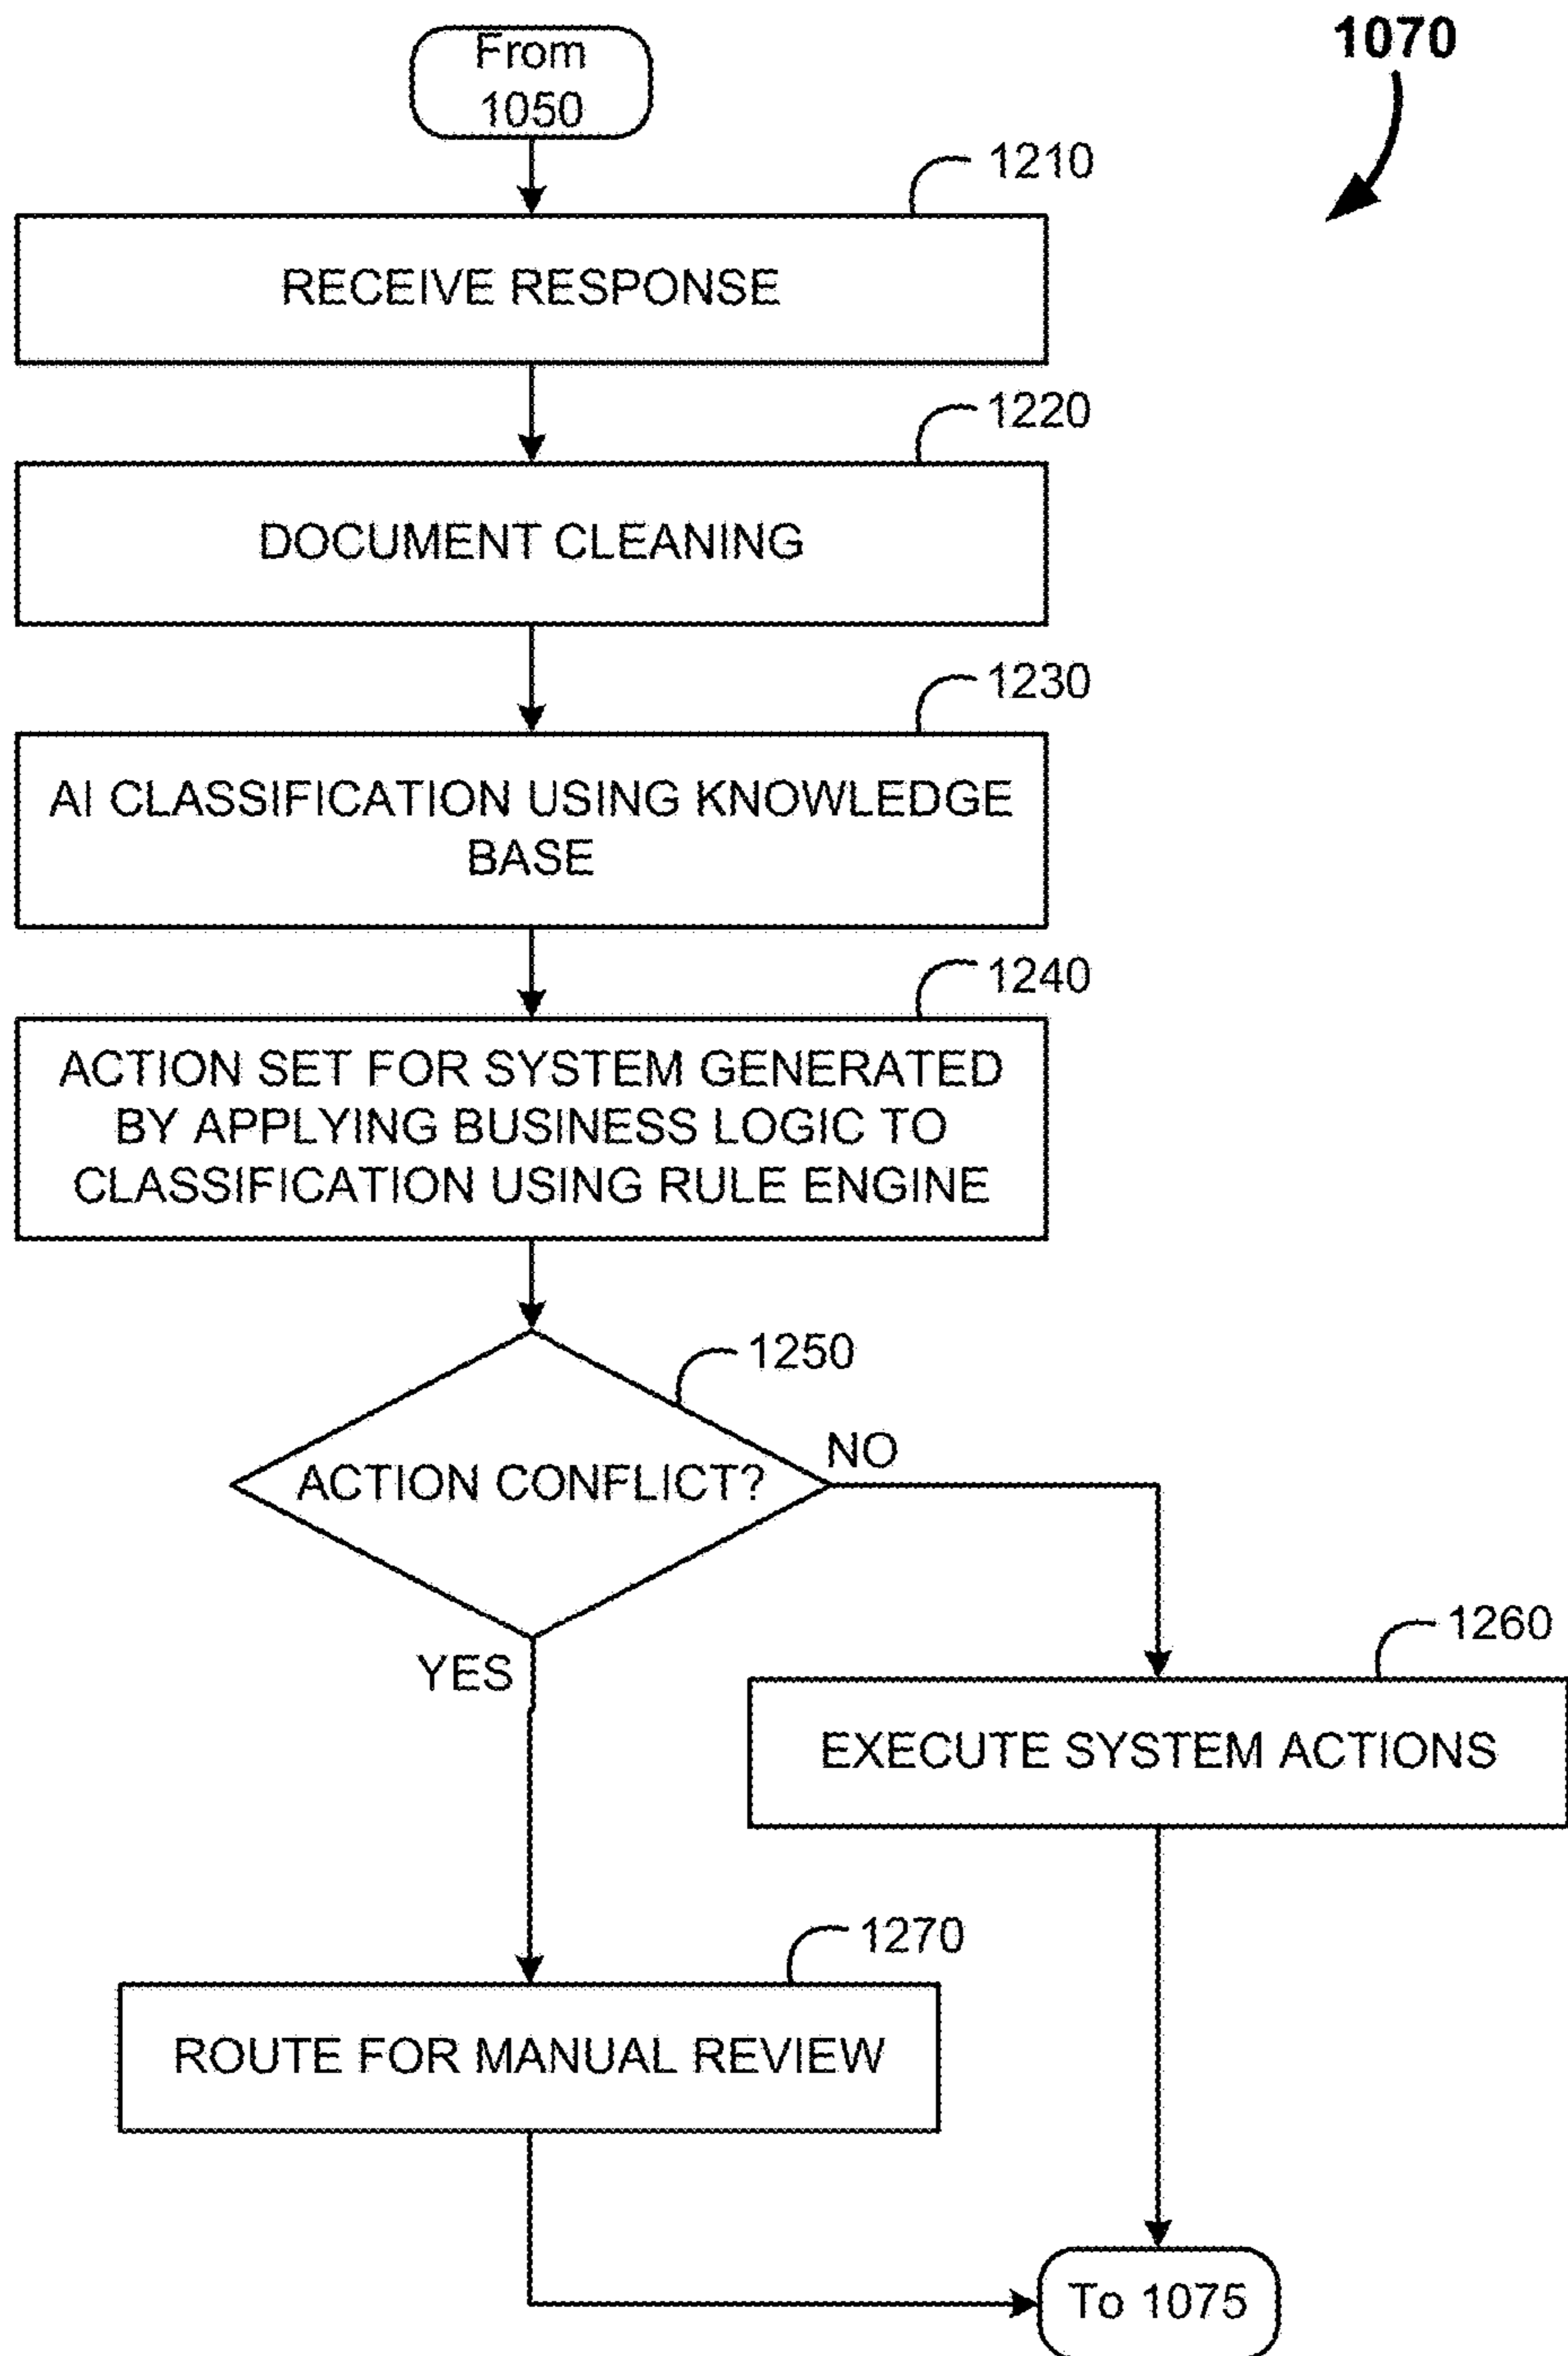 From
1050
1070
1210
RECEIVE RESPONSE
1220
DOCUMENT CLEANING
1230
AI CLASSIFICATION USING KNOWLEDGE
BASE
1240
ACTION SET FOR SYSTEM GENERATED
BY APPLYING BUSINESS LOGIC TO
CLASSIFICATION USING RULE ENGINE
1250
ACTION CONFLICT?
NO
YES
1260
EXECUTE SYSTEM ACTIONS
1270
ROUTE FOR MANUAL REVIEW
To 1075